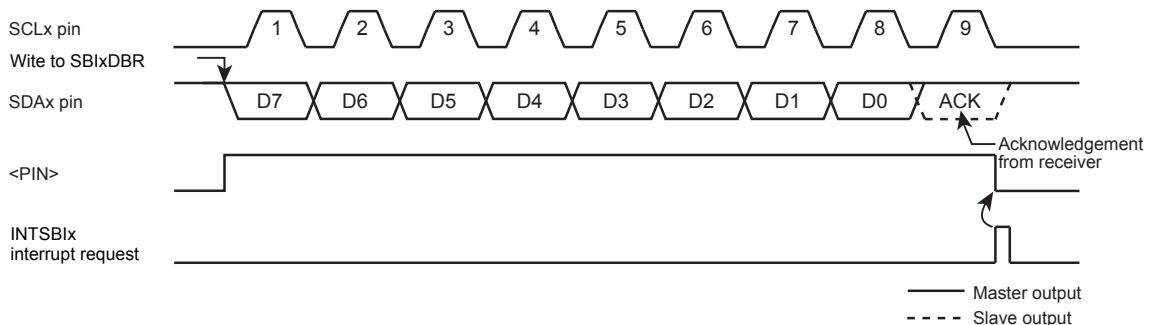 SCLx pin
1 2 3 4 5 6 7 8 9
Wite to SBIxDBR
SDAx pin
D7 D6 D5 D4 D3 D2 D1 D0 ACK
Acknowledgement
from receiver
<PIN>
INTSBIx
interrupt request
Master output
Slave output